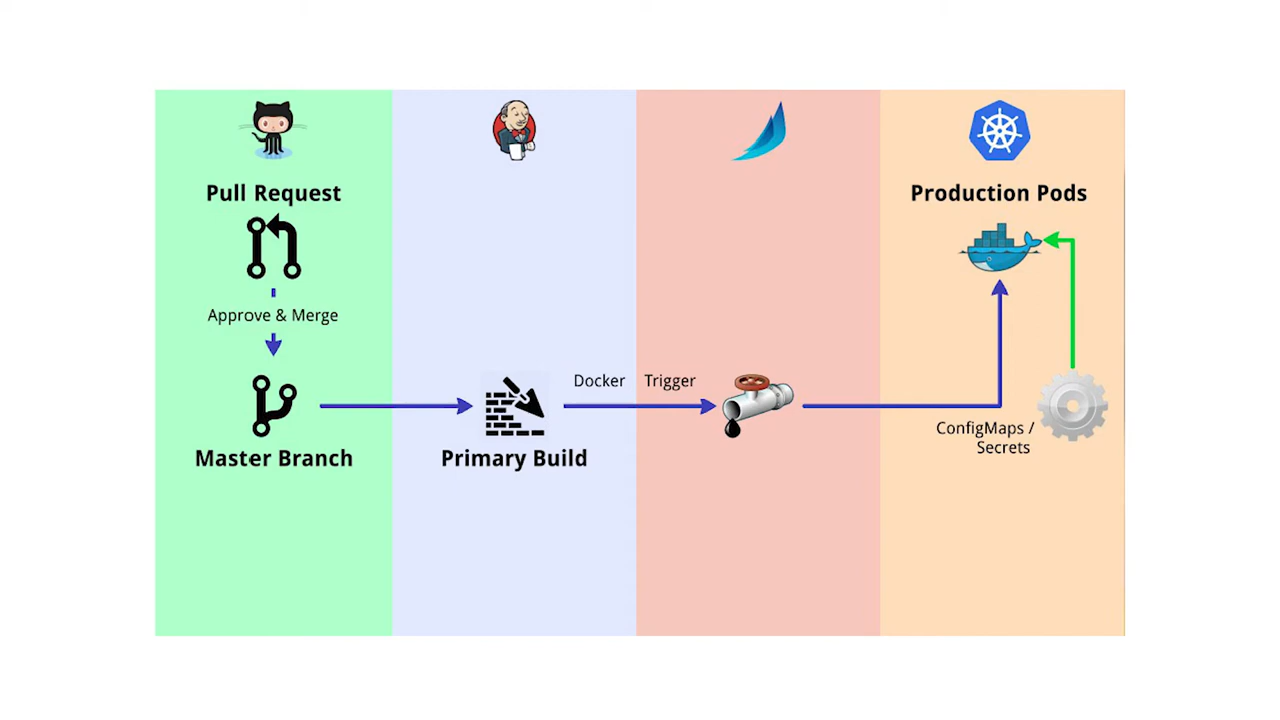 Pull Request
Production Pods
Approve & Merge
Docker
Trigger
ConfigMaps /
Secrets
Master Branch
Primary Build